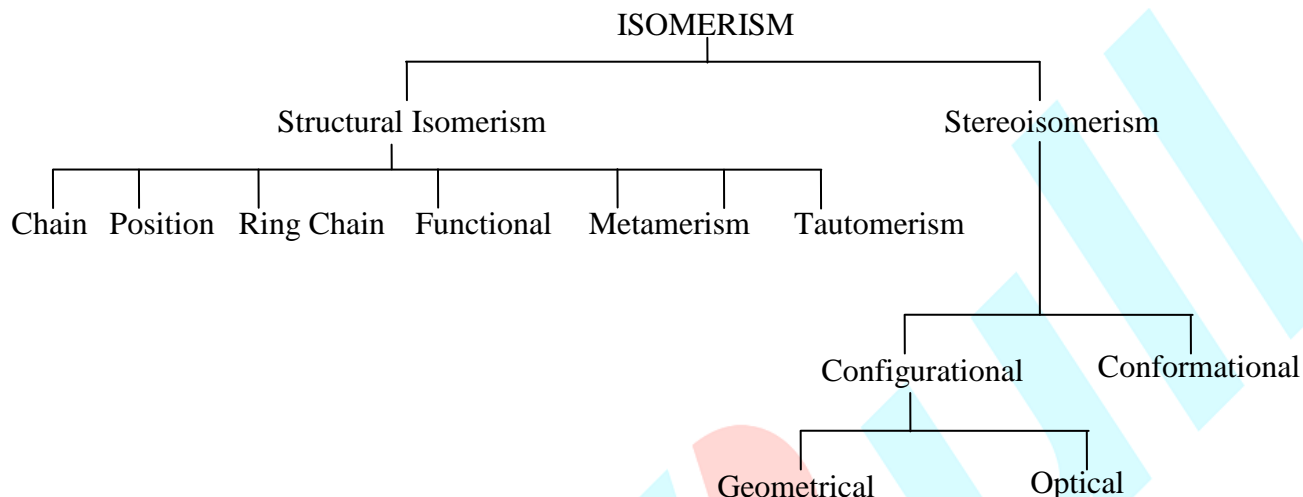 ISOMERISM
Structural Isomerism Stereoisomerism
Chain Position Ring Chain Functional Metamerism Tautomerism
Configurational Conformational
Geometrical Optical